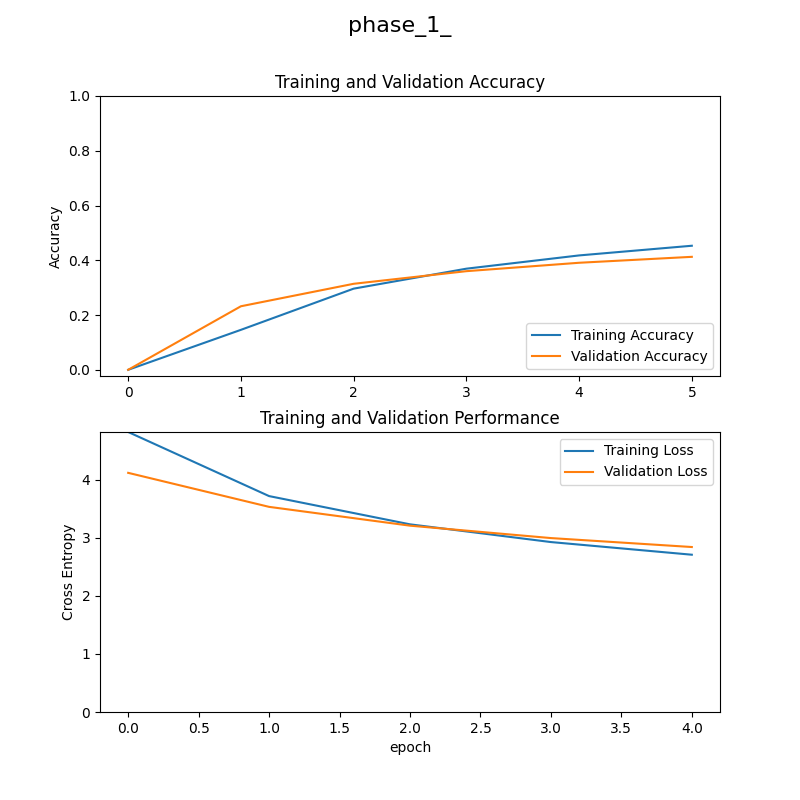 phase_1_
Training and Validation Accuracy
1.0
0.8
0.6
0.4
0.2
0.0
Accuracy
Training Accuracy
Validation Accuracy
0 1 2 3 4 5
Training and Validation Performance
4
3
2
1
0
Cross Entropy
Training Loss
Validation Loss
0.0 0.5 1.0 1.5 2.0 2.5 3.0 3.5 4.0
epoch